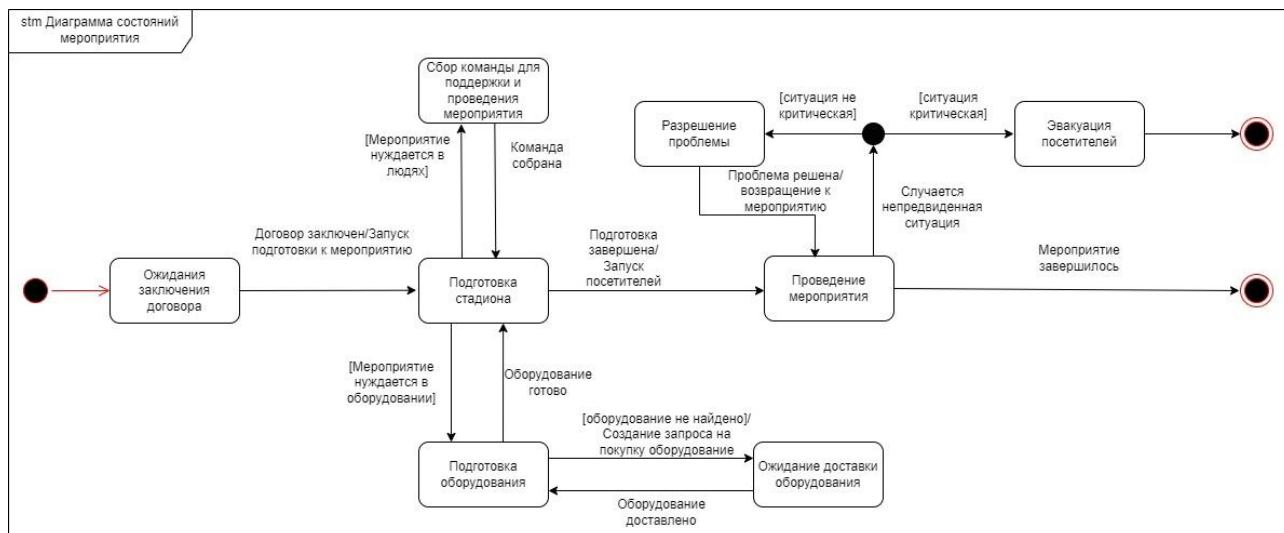 stm Диаграмма состояний
мероприятия
Сбор команды для
поддержки и
проведения
мероприятия
[Мероприятие
нуждается в
людях]
Команда
собрана
Разрешение
проблемы
[ситуация не
критическая]
[ситуация
критическая]
Эвакуация
посетителей
Проблема решена/
возвращение к
мероприятию
Случается
непредвиденная
ситуация
Ожидания
заключения
договора
Договор заключен/Запуск
подготовки к мероприятию
Подготовка
стадиона
Подготовка
завершена/
Запуск
посетителей
Проведение
мероприятия
Мероприятие
завершилось
[Мероприятие
нуждается в
оборудовании]
Оборудование
готово
[оборудование не найдено]/
Создание запроса на
покупку оборудование
Подготовка
оборудования
Ожидание доставки
оборудования
Оборудование
доставлено